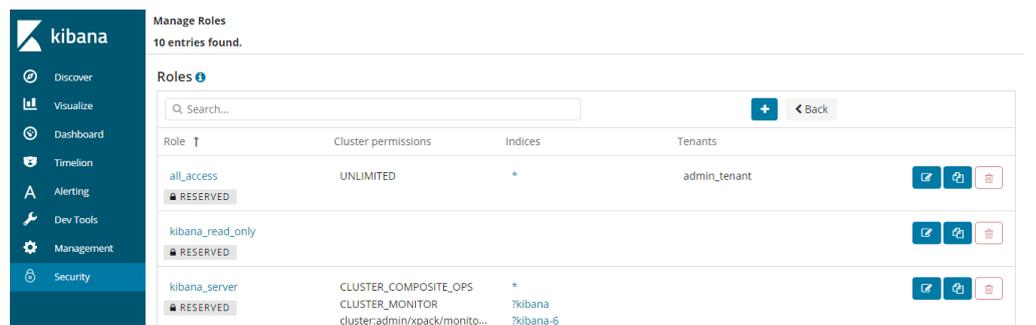 kibana
Discover
Visualize
Dashboard
Timelion
Alerting
Dev Tools
Management
Security
Manage Roles
10 entries found.
Roles
Search...
Back
Role Cluster permissions Indices Tenants
all_access UNLIMITED * admin_tenant
RESERVED
kibana_read_only
RESERVED
kibana_server CLUSTER_COMPOSITE_OPS *
RESERVED CLUSTER_MONITOR ?kibana
cluster:admin/xpack/monito... ?kibana-6